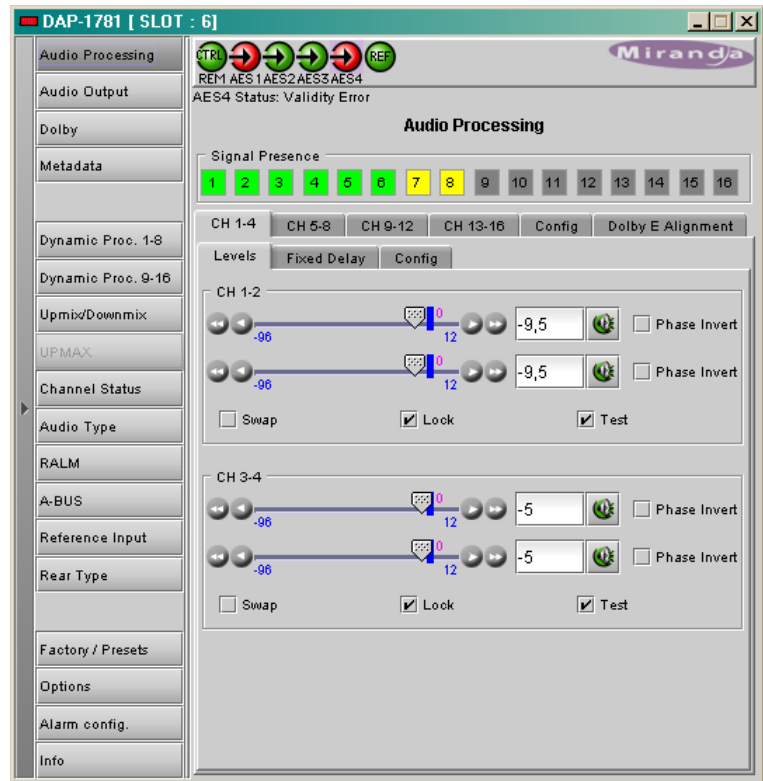 DAP-1781 [ SLOT : 6]
Audio Processing
Audio Output
Dolby
Metadata
Dynamic Proc. 1-8
Dynamic Proc. 9-16
Upmix/Downmix
UPMAX
Channel Status
Audio Type
RALM
A-BUS
Reference Input
Rear Type
Factory / Presets
Options
Alarm config.
Info
CTRL REF
REM AES1 AES2 AES3 AES4
Miranda
AES4 Status: Validity Error
Audio Processing
Signal Presence
1 2 3 4 5 6 7 8 9 10 11 12 13 14 15 16
CH 1-4 CH 5-8 CH 9-12 CH 13-16 Config Dolby E Alignment
Levels Fixed Delay Config
CH 1-2
0
-96 12 -9,5 Phase Invert
0
-96 12 -9,5 Phase Invert
Swap Lock Test
CH 3-4
0
-96 12 -5 Phase Invert
0
-96 12 -5 Phase Invert
Swap Lock Test